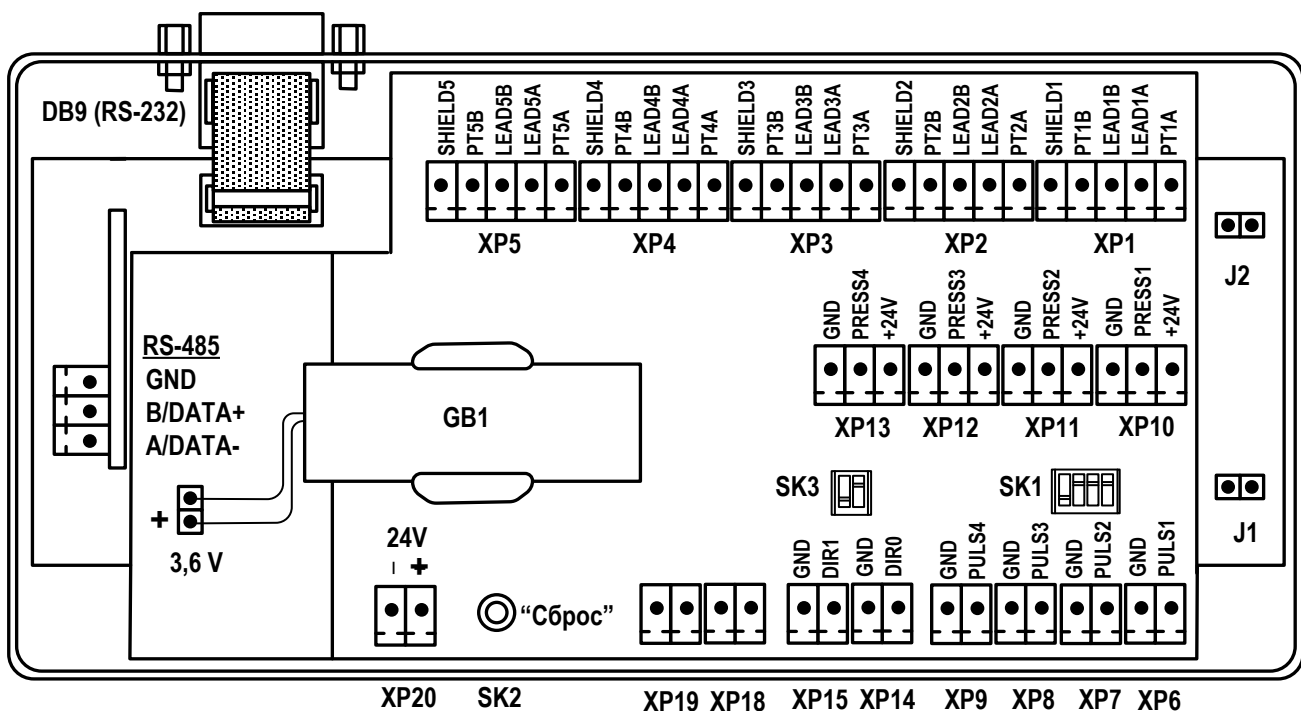 DB9 (RS-232)
SHIELD5
PT5B
LEAD5B
LEAD5A
PT5A
SHIELD4
PT4B
LEAD4B
LEAD4A
PT4A
SHIELD3
PT3B
LEAD3B
LEAD3A
PT3A
SHIELD2
PT2B
LEAD2B
LEAD2A
PT2A
SHIELD1
PT1B
LEAD1B
LEAD1A
PT1A
XP5 XP4 XP3 XP2 XP1
J2
GND
PRESS4
+24V
GND
PRESS3
+24V
GND
PRESS2
+24V
GND
PRESS1
+24V
XP13 XP12 XP11 XP10
RS-485
GND
B/DATA+
A/DATA-
GB1
+
3,6 V
SK3 SK1
J1
24V
– +
"Сброс"
GND
DIR1
GND
DIR0
GND
PULS4
GND
PULS3
GND
PULS2
GND
PULS1
XP20 SK2 XP19 XP18 XP15 XP14 XP9 XP8 XP7 XP6